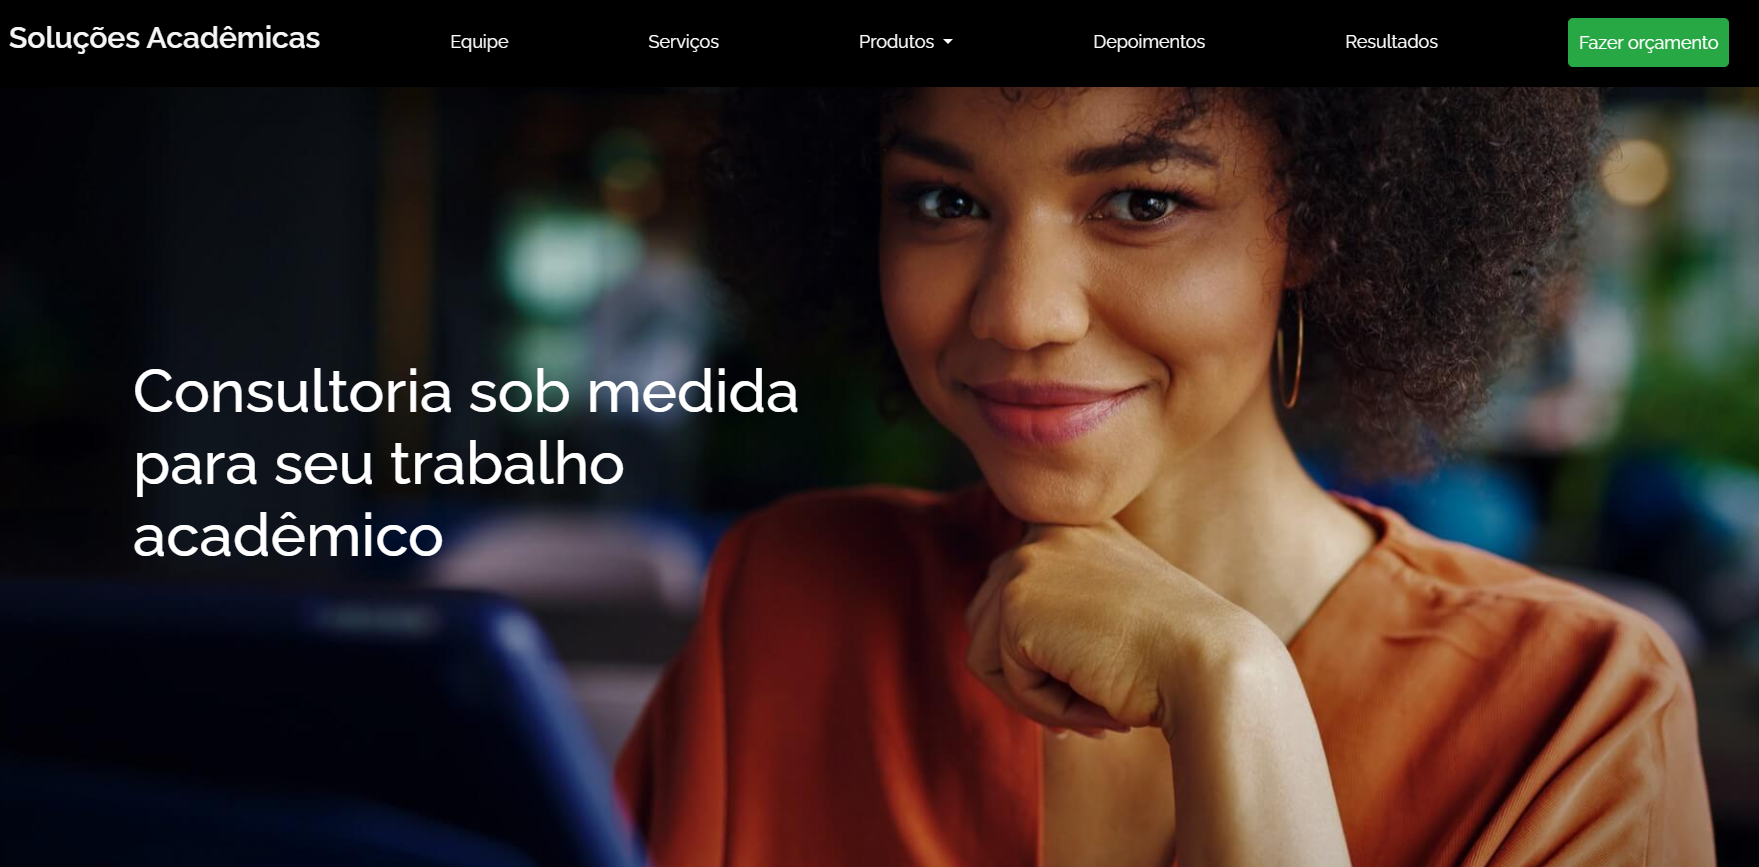 Soluções Acadêmicas
Equipe
Serviços
Produtos
Depoimentos
Resultados
Fazer orçamento
Consultoria sob medida
para seu trabalho
acadêmico